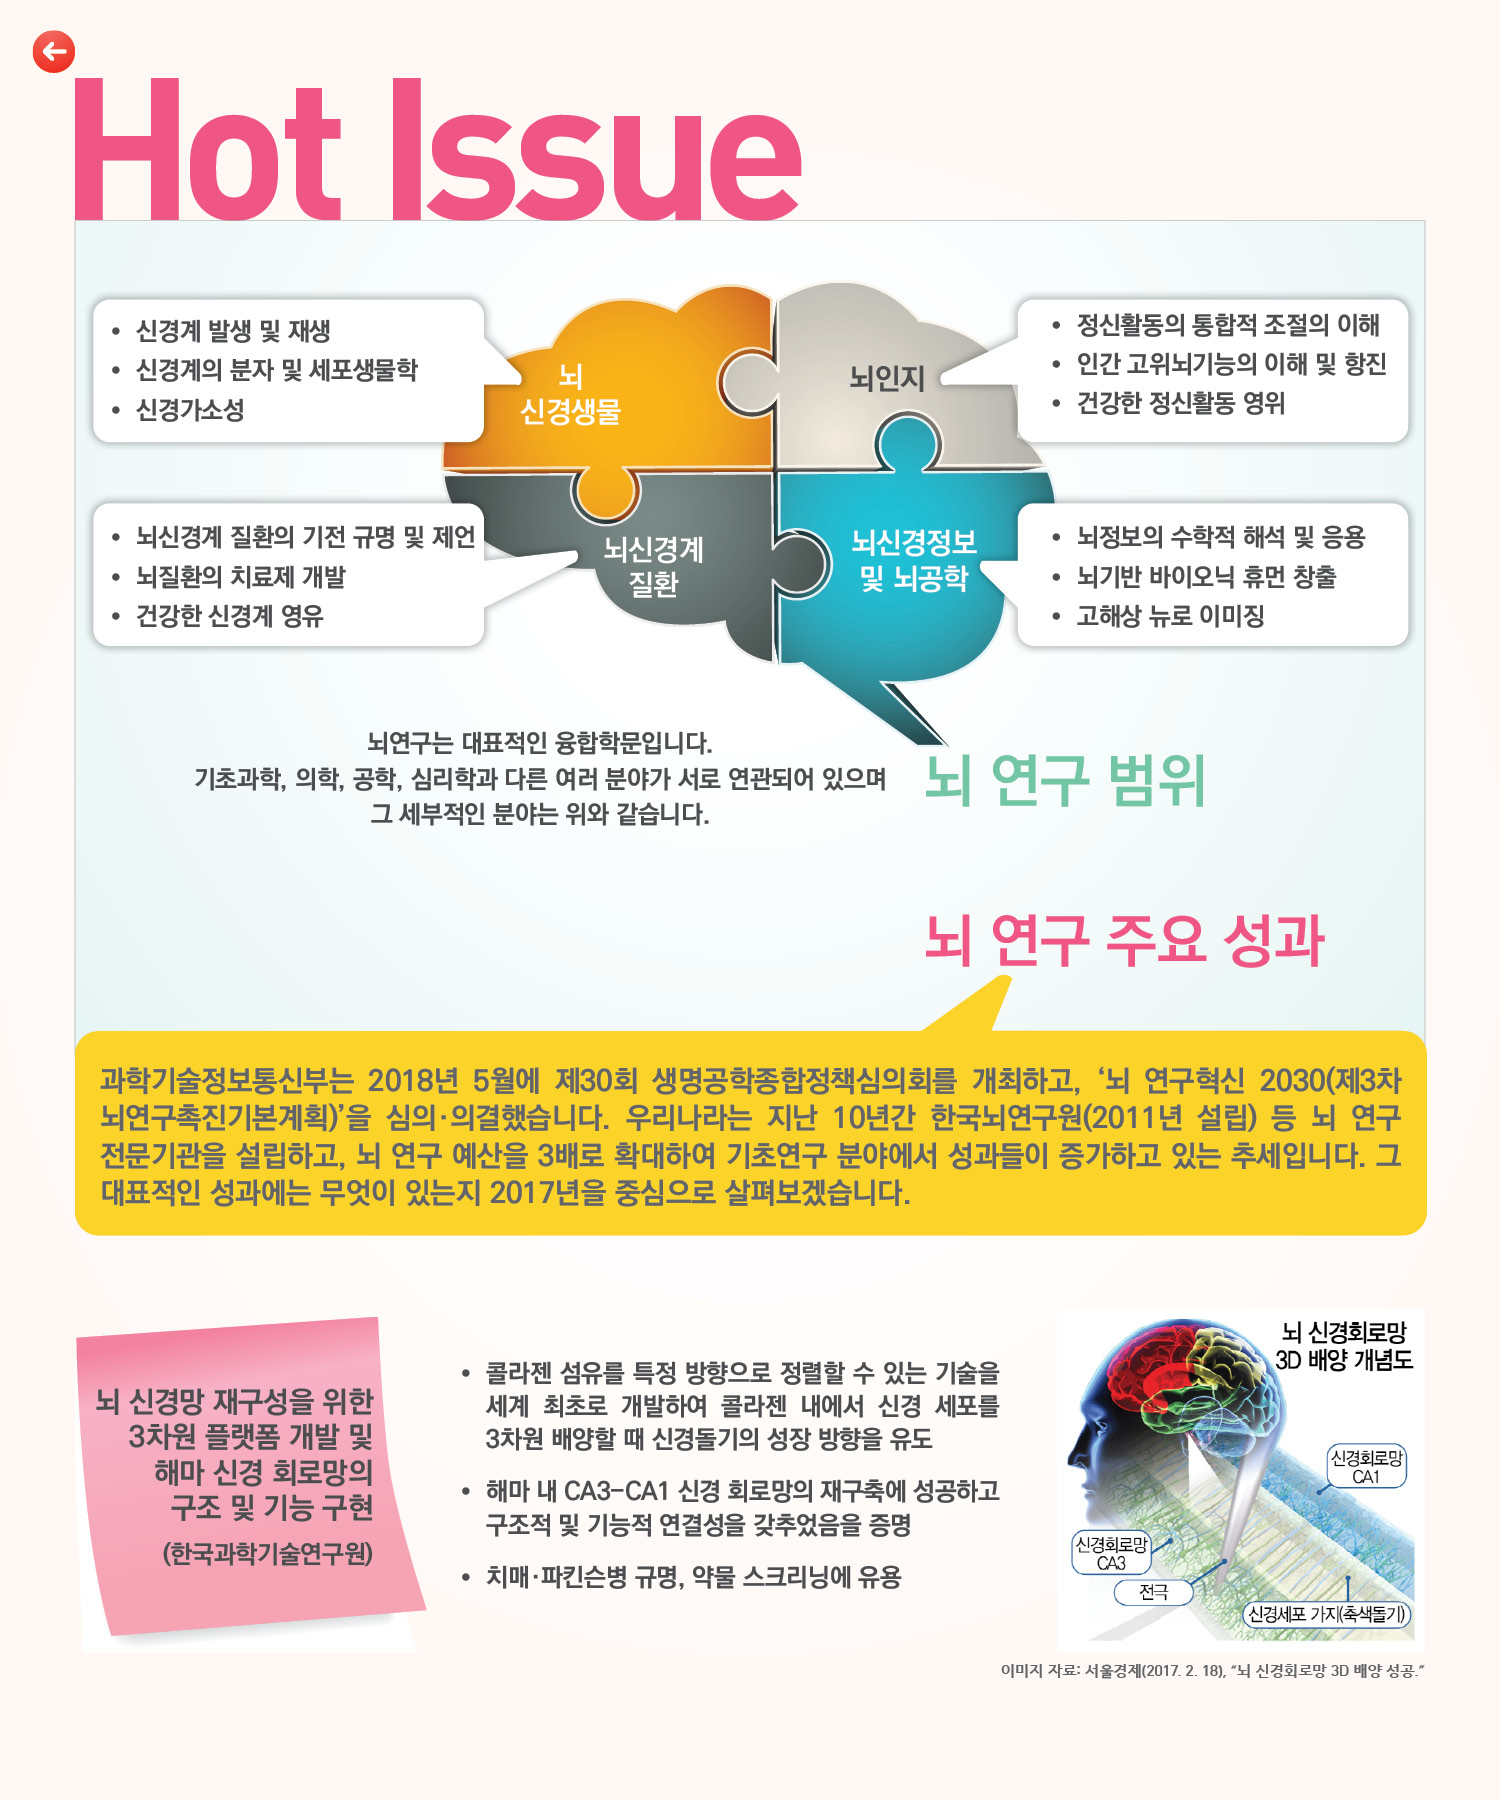 Hot Issue
• 신경계 발생 및 재생
• 신경계의 분자 및 세포생물학
• 신경가소성
뇌
신경생물
뇌인지
• 정신활동의 통합적 조절의 이해
• 인간 고위뇌기능의 이해 및 항진
• 건강한 정신활동 영위
• 뇌신경계 질환의 기전 규명 및 제언
• 뇌질환의 치료제 개발
• 건강한 신경계 영유
뇌신경계
질환
뇌신경정보
및 뇌공학
• 뇌정보의 수학적 해석 및 응용
• 뇌기반 바이오닉 휴먼 창출
• 고해상 뉴로 이미징
뇌연구는 대표적인 융합학문입니다.
기초과학, 의학, 공학, 심리학과 다른 여러 분야가 서로 연관되어 있으며
그 세부적인 분야는 위와 같습니다.
뇌 연구 범위
뇌 연구 주요 성과
과학기술정보통신부는 2018년 5월에 제30회 생명공학종합정책심의회를 개최하고, ‘뇌 연구혁신 2030(제3차
뇌연구촉진기본계획)’을 심의·의결했습니다. 우리나라는 지난 10년간 한국뇌연구원(2011년 설립) 등 뇌 연구
전문기관을 설립하고, 뇌 연구 예산을 3배로 확대하여 기초연구 분야에서 성과들이 증가하고 있는 추세입니다. 그
대표적인 성과에는 무엇이 있는지 2017년을 중심으로 살펴보겠습니다.
뇌 신경망 재구성을 위한
3차원 플랫폼 개발 및
해마 신경 회로망의
구조 및 기능 구현
(한국과학기술연구원)
• 콜라젠 섬유를 특정 방향으로 정렬할 수 있는 기술을
세계 최초로 개발하여 콜라젠 내에서 신경 세포를
3차원 배양할 때 신경돌기의 성장 방향을 유도
• 해마 내 CA3-CA1 신경 회로망의 재구축에 성공하고
구조적 및 기능적 연결성을 갖추었음을 증명
• 치매·파킨슨병 규명, 약물 스크리닝에 유용
뇌 신경회로망
3D 배양 개념도
신경회로망
CA1
신경회로망
CA3
전극
신경세포 가지(축색돌기)
이미지 자료: 서울경제(2017. 2. 18), “뇌 신경회로망 3D 배양 성공.”